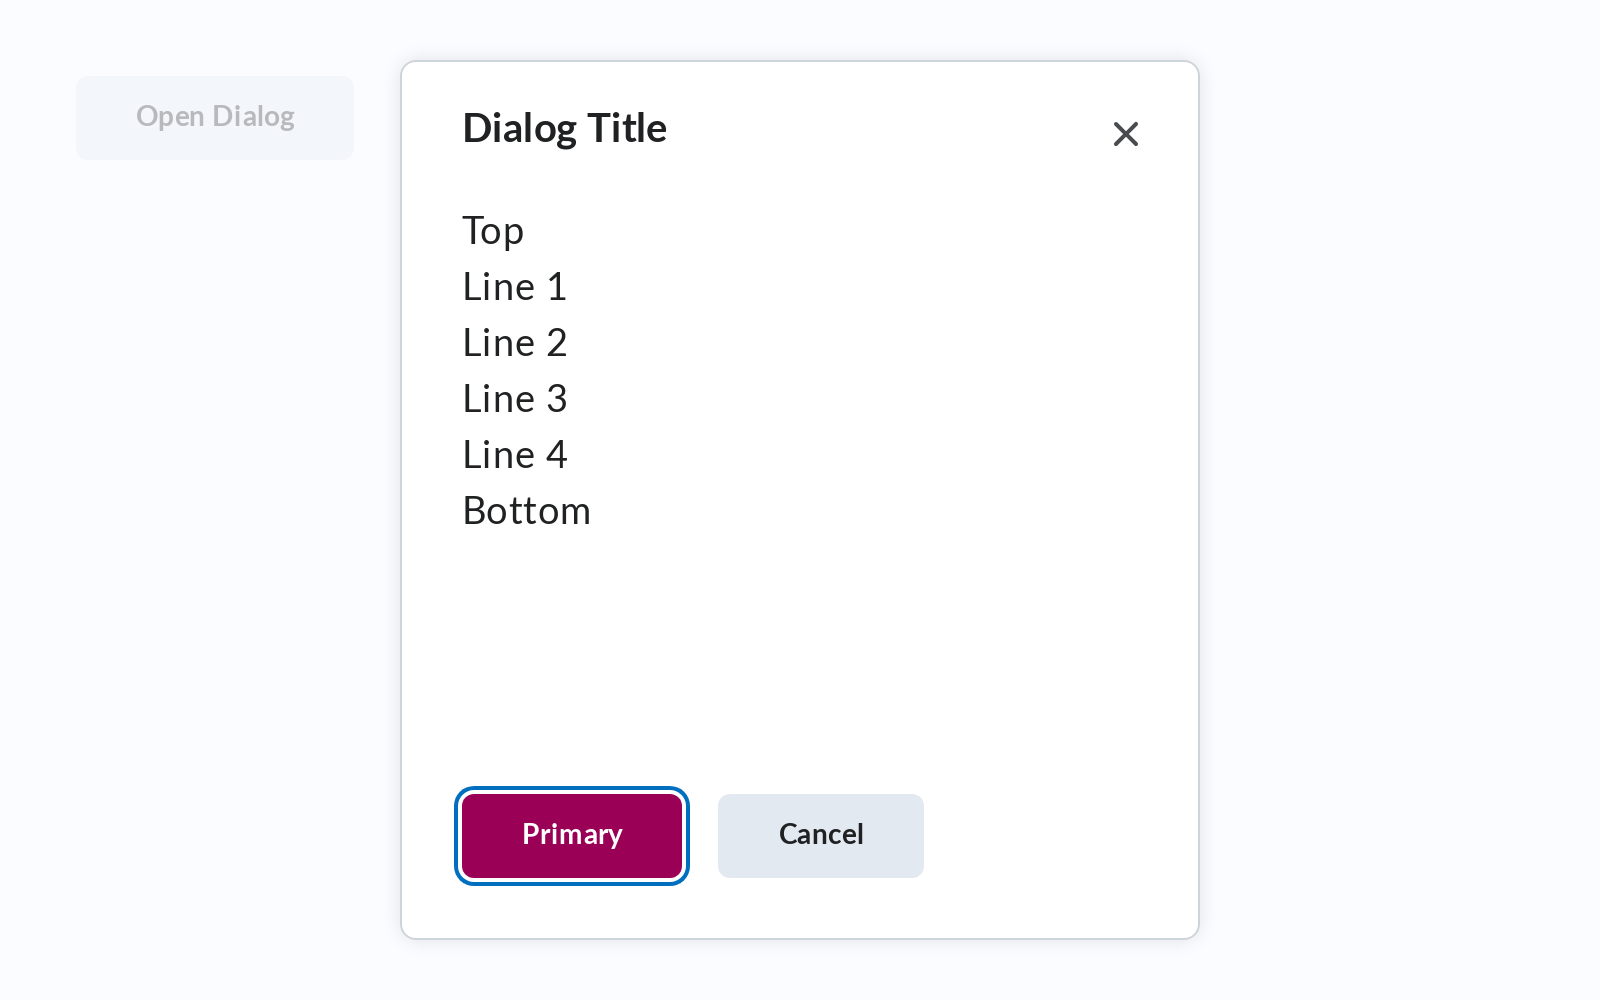 Open Dialog
Dialog Title
Top
Line 1
Line 2
Line 3
Line 4
Bottom
Primary
Cancel